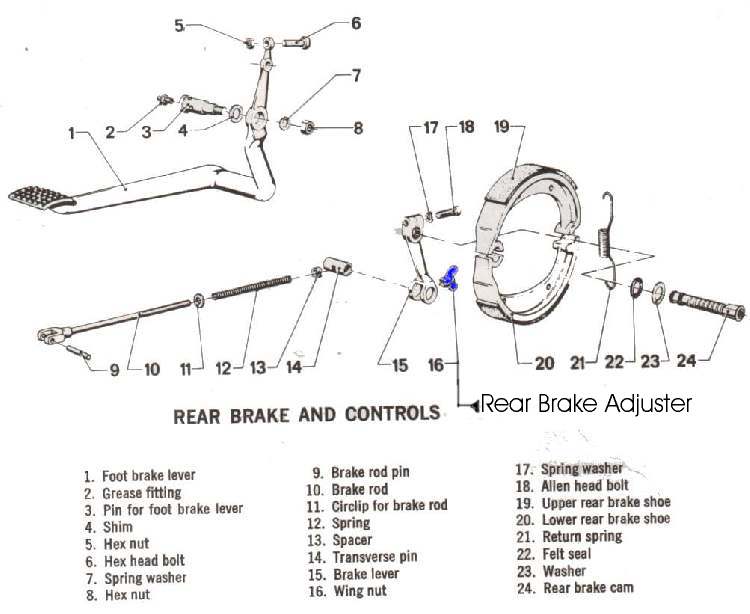 5
6
7
1
2
3
4
8
17
18
19
9
10
11
12
13
14
15
16
20
21
22
23
24
REAR BRAKE AND CONTROLS
Rear Brake Adjuster
1. Foot brake lever
2. Grease fitting
3. Pin for foot brake lever
4. Shim
5. Hex nut
6. Hex head bolt
7. Spring washer
8. Hex nut
9. Brake rod pin
10. Brake rod
11. Circlip for brake rod
12. Spring
13. Spacer
14. Transverse pin
15. Brake lever
16. Wing nut
17. Spring washer
18. Allen head bolt
19. Upper rear brake shoe
20. Lower rear brake shoe
21. Return spring
22. Felt seal
23. Washer
24. Rear brake cam